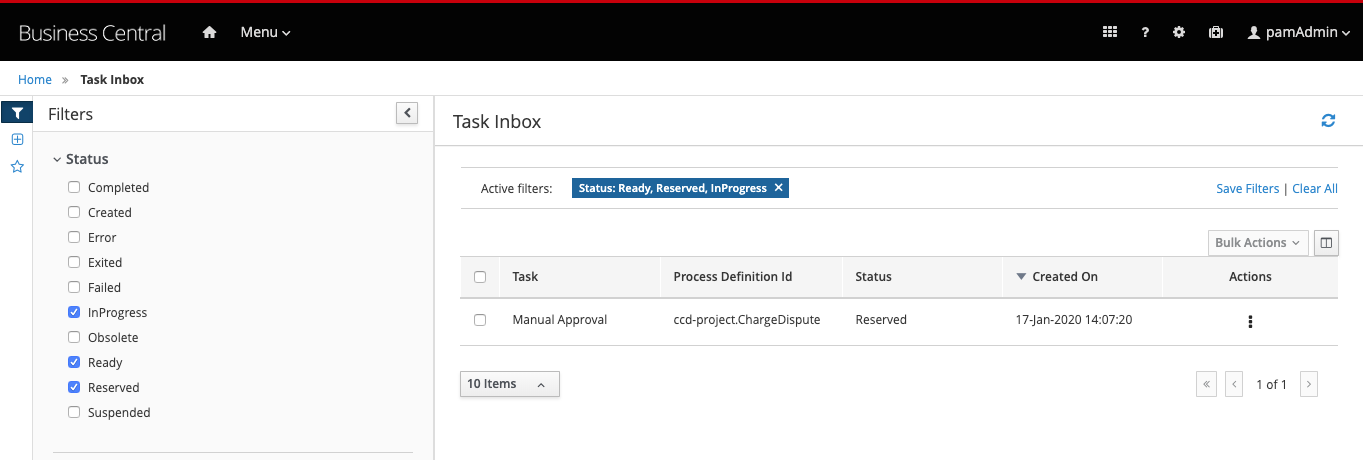 Business Central Menu ? pamAdmin
Home » Task Inbox
Filters
Status
Completed
Created
Error
Exited
Failed
InProgress
Obsolete
Ready
Reserved
Suspended
Task Inbox
Active filters: Status: Ready, Reserved, InProgress × Save Filters | Clear All
Bulk Actions
Task Process Definition Id Status Created On Actions
Manual Approval ccd-project.ChargeDispute Reserved 17-Jan-2020 14:07:20
10 Items « ‹ 1 of 1 ›